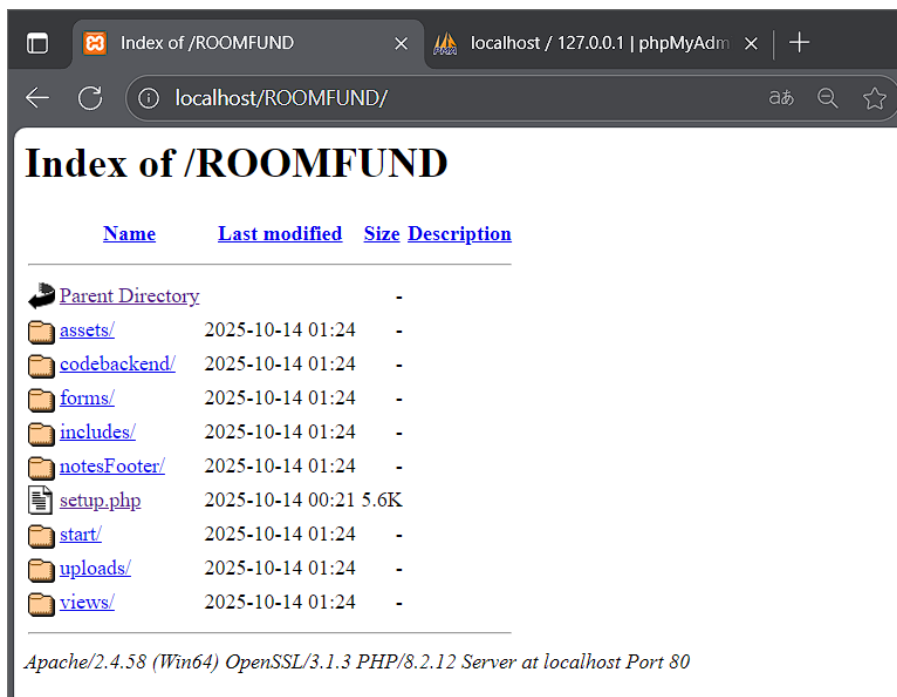 Index of /ROOMFUND
localhost / 127.0.0.1 | phpMyAdm
localhost/ROOMFUND/
aあ
Index of /ROOMFUND
Name Last modified Size Description
Parent Directory -
assets/ 2025-10-14 01:24 -
codebackend/ 2025-10-14 01:24 -
forms/ 2025-10-14 01:24 -
includes/ 2025-10-14 01:24 -
notesFooter/ 2025-10-14 01:24 -
setup.php 2025-10-14 00:21 5.6K
start/ 2025-10-14 01:24 -
uploads/ 2025-10-14 01:24 -
views/ 2025-10-14 01:24 -
Apache/2.4.58 (Win64) OpenSSL/3.1.3 PHP/8.2.12 Server at localhost Port 80